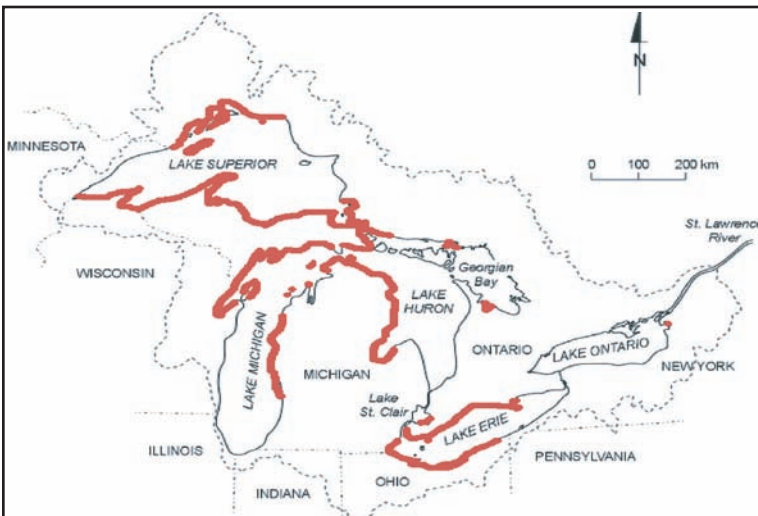 N
MINNESOTA
LAKE SUPERIOR
0 100 200 km
St. Lawrence
River
WISCONSIN
Georgian
Bay
LAKE
HURON
ONTARIO
LAKE ONTARIO
NEW YORK
LAKE MICHIGAN
MICHIGAN
Lake
St. Clair
LAKE ERIE
ILLINOIS
PENNSYLVANIA
OHIO
INDIANA